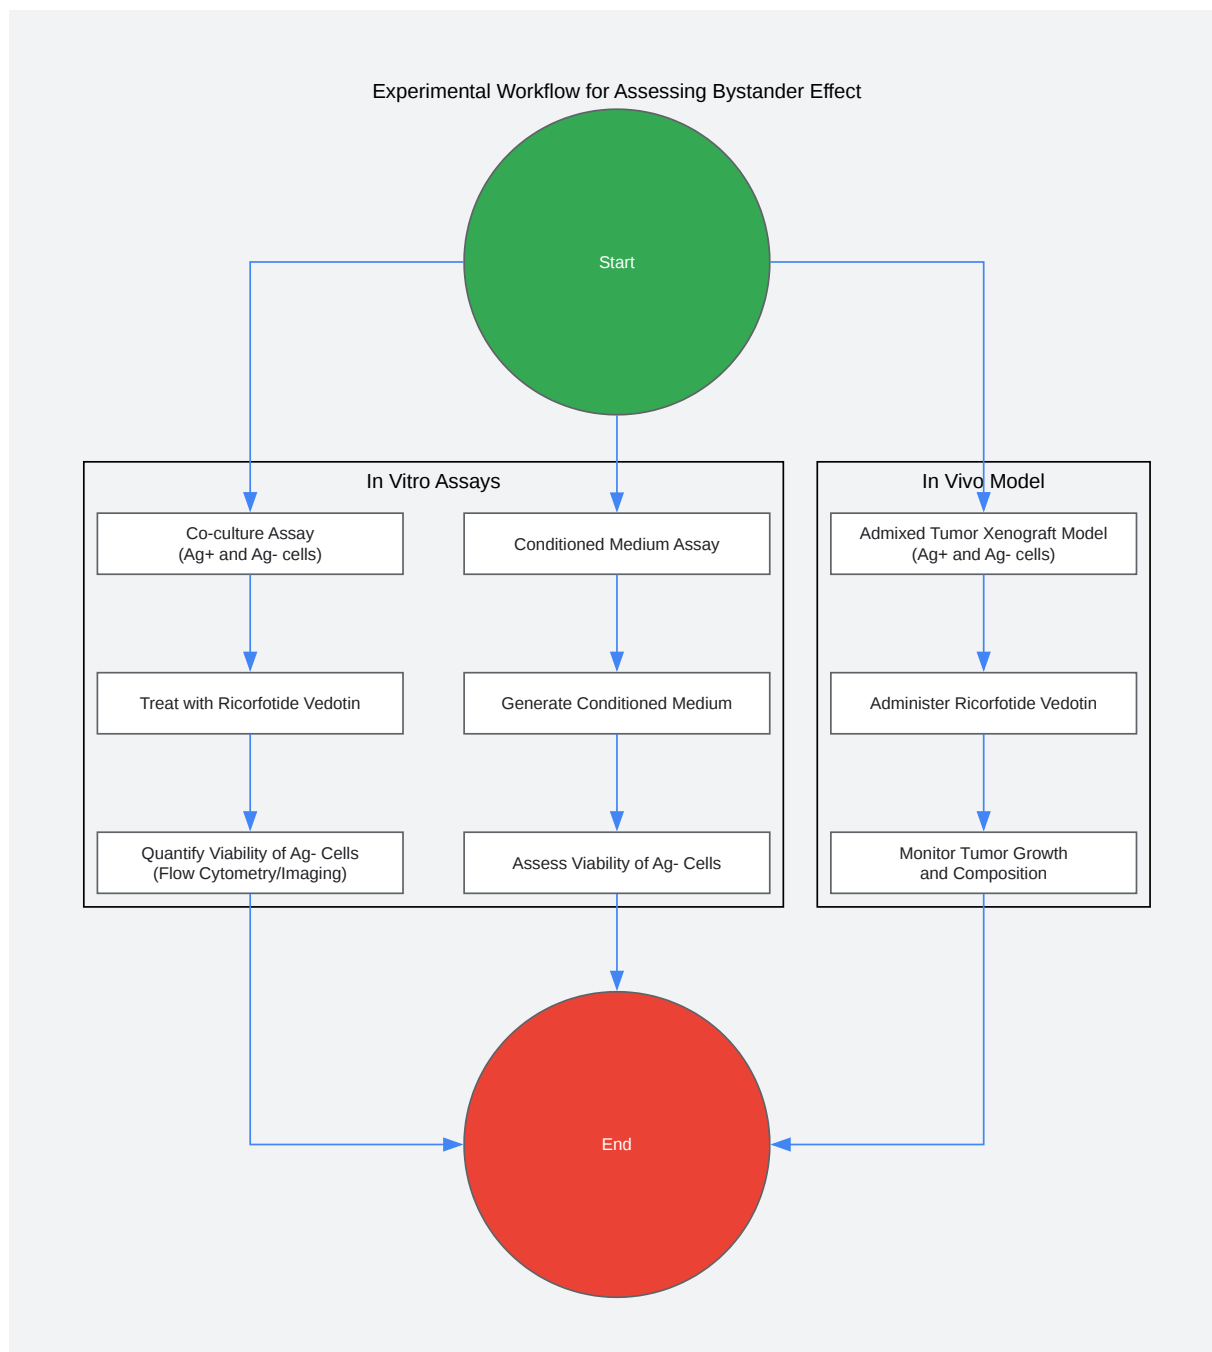 Experimental Workflow for Assessing Bystander Effect
Start
In Vitro Assays
Co-culture Assay
(Ag+ and Ag- cells)
Treat with Ricorfotide Vedotin
Quantify Viability of Ag- Cells
(Flow Cytometry/Imaging)
Conditioned Medium Assay
Generate Conditioned Medium
Assess Viability of Ag- Cells
In Vivo Model
Admixed Tumor Xenograft Model
(Ag+ and Ag- cells)
Administer Ricorfotide Vedotin
Monitor Tumor Growth
and Composition
End